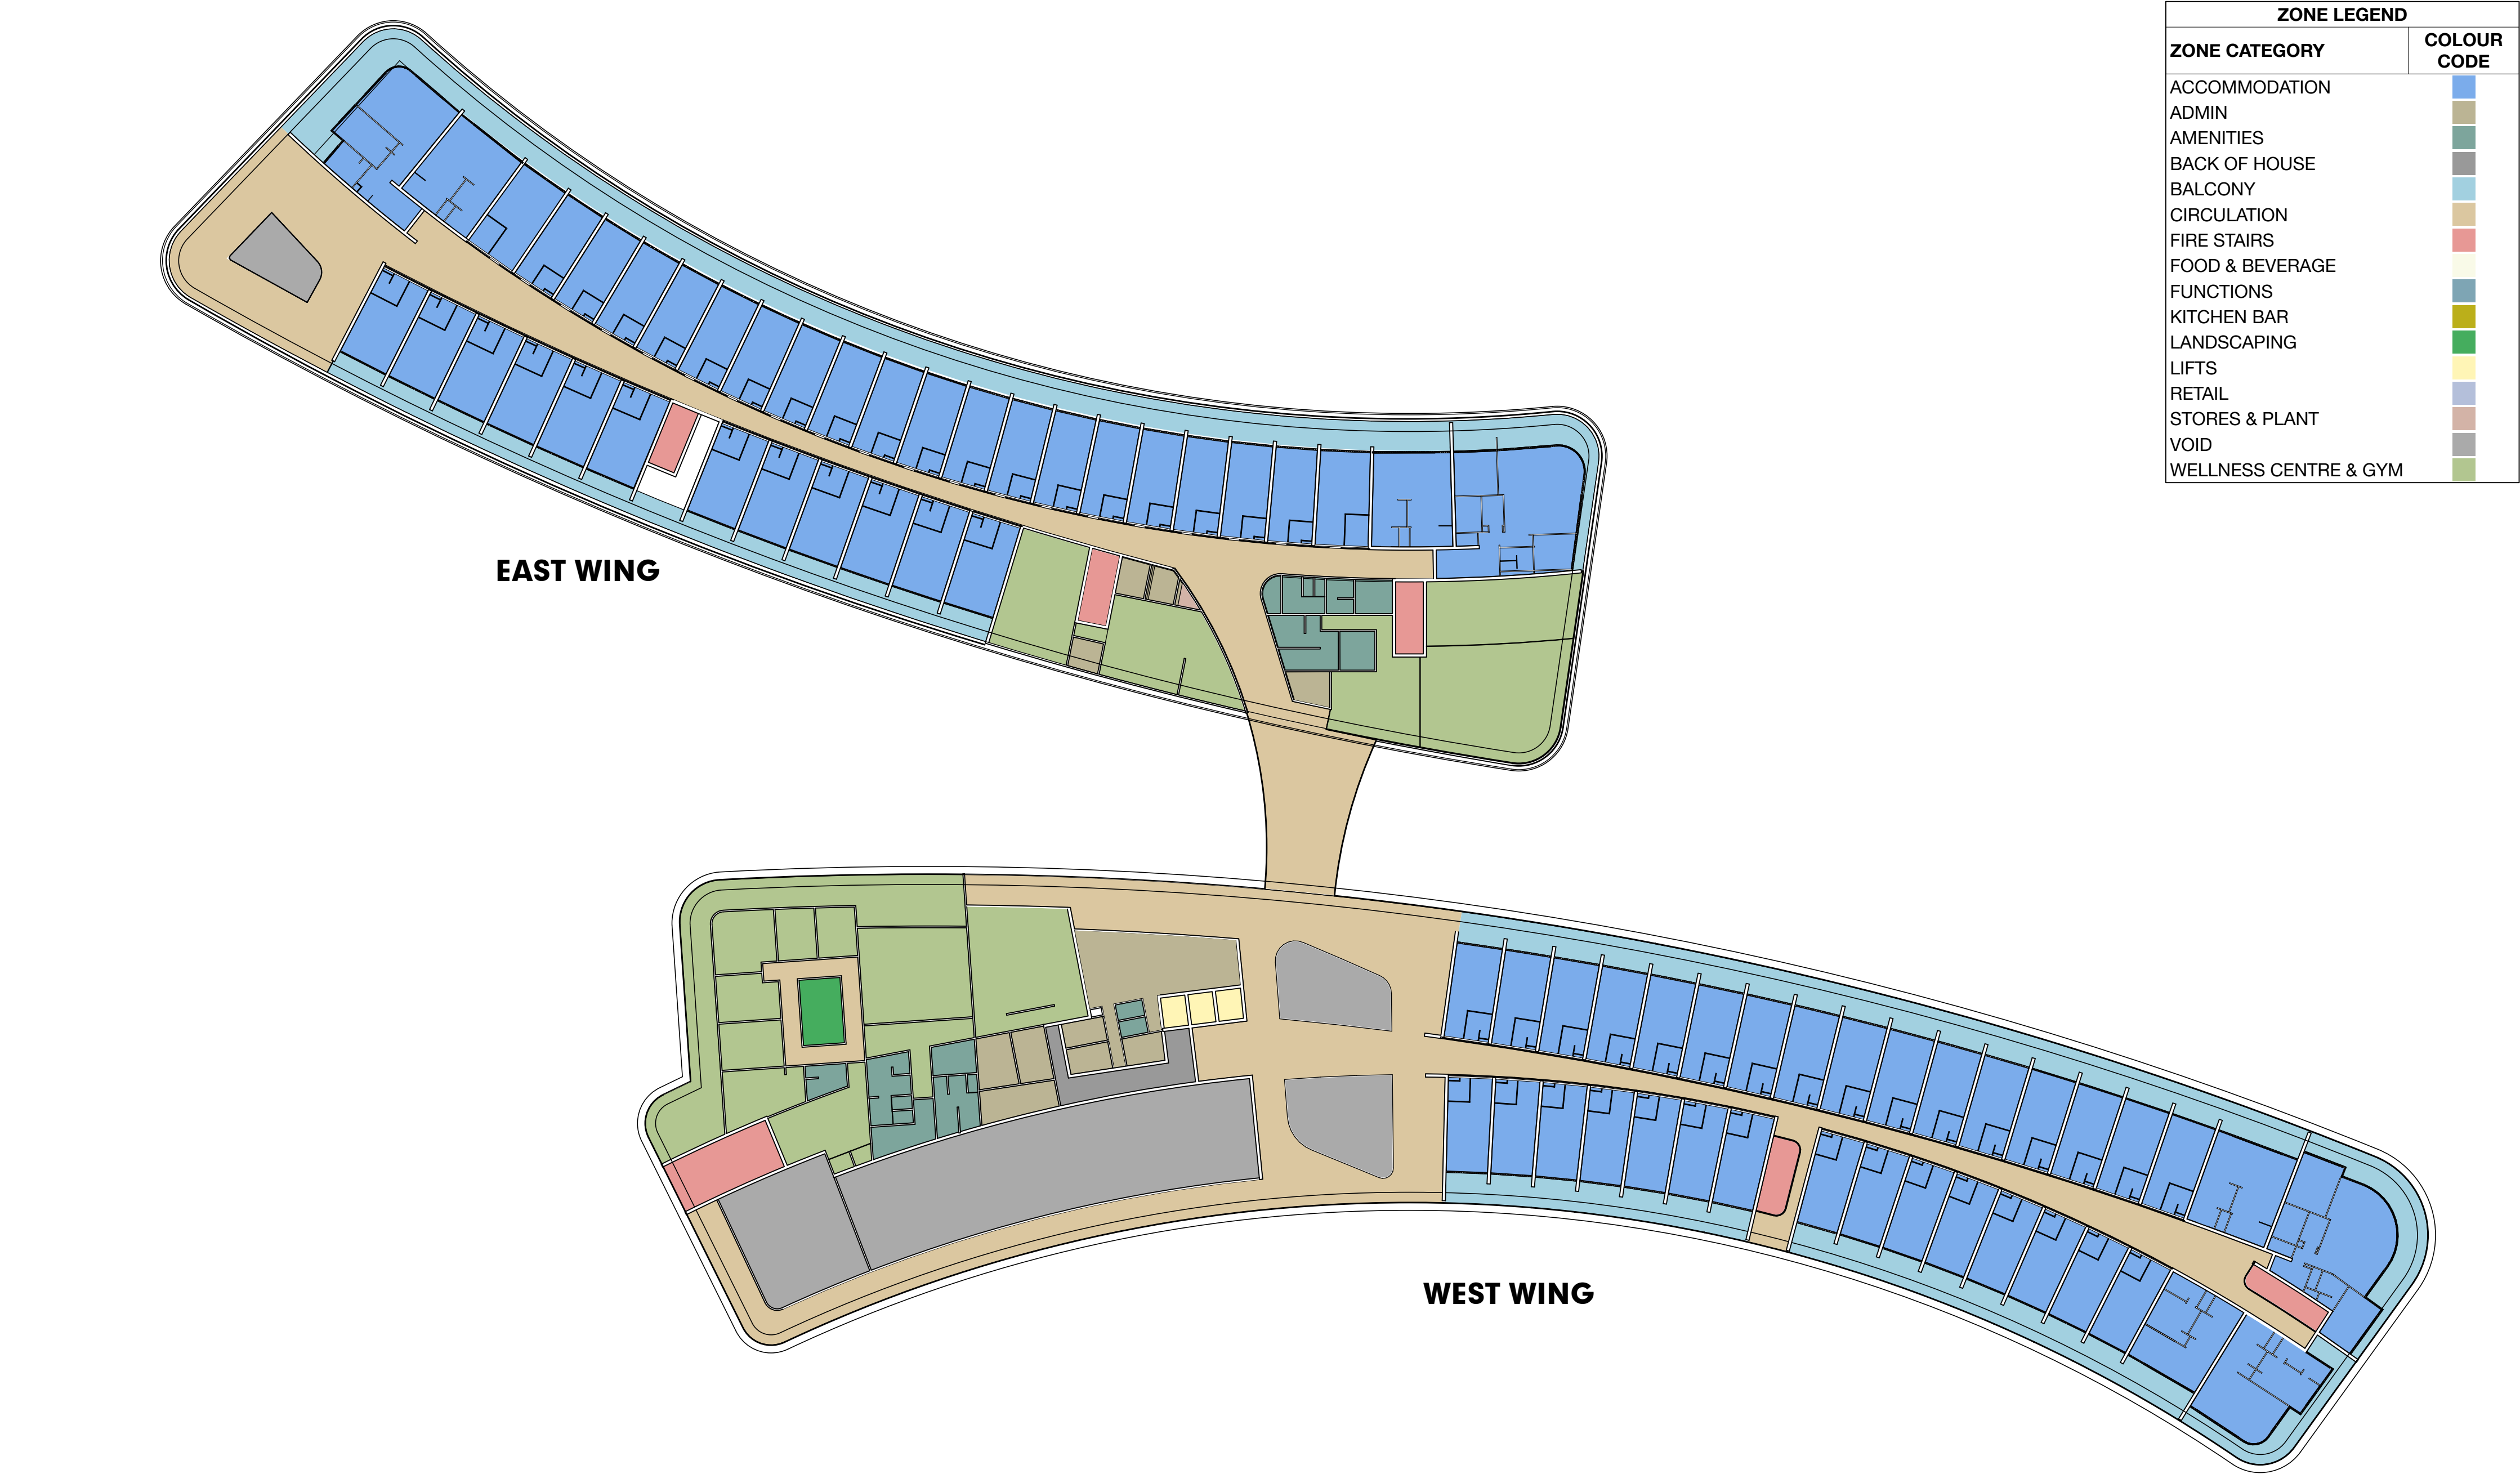 ZONE LEGEND
ZONE CATEGORY
COLOUR
CODE
ACCOMMODATION
ADMIN
AMENITIES
BACK OF HOUSE
BALCONY
CIRCULATION
FIRE STAIRS
FOOD & BEVERAGE
FUNCTIONS
KITCHEN BAR
LANDSCAPING
LIFTS
RETAIL
STORES & PLANT
VOID
WELLNESS CENTRE & GYM
EAST WING
WEST WING